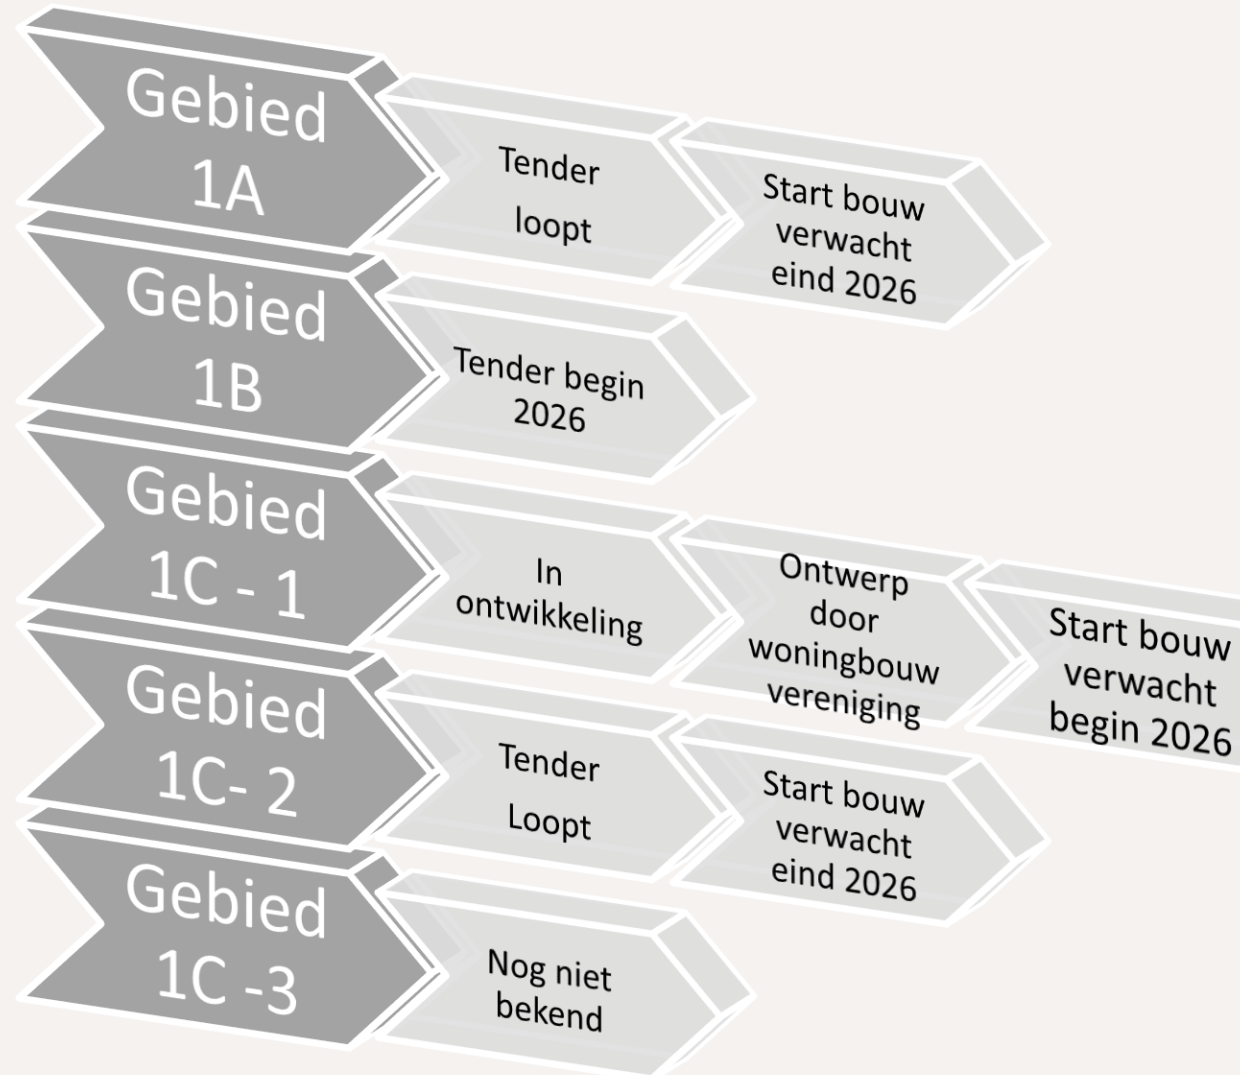 Gebied
1A
Tender
loopt
Start bouw
verwacht
eind 2026
Gebied
1B
Tender begin
2026
Gebied
1C - 1
In
ontwikkeling
Ontwerp
door
woningbouw
vereniging
Start bouw
verwacht
begin 2026
Gebied
1C- 2
Tender
Loopt
Start bouw
verwacht
eind 2026
Gebied
1C -3
Nog niet
bekend